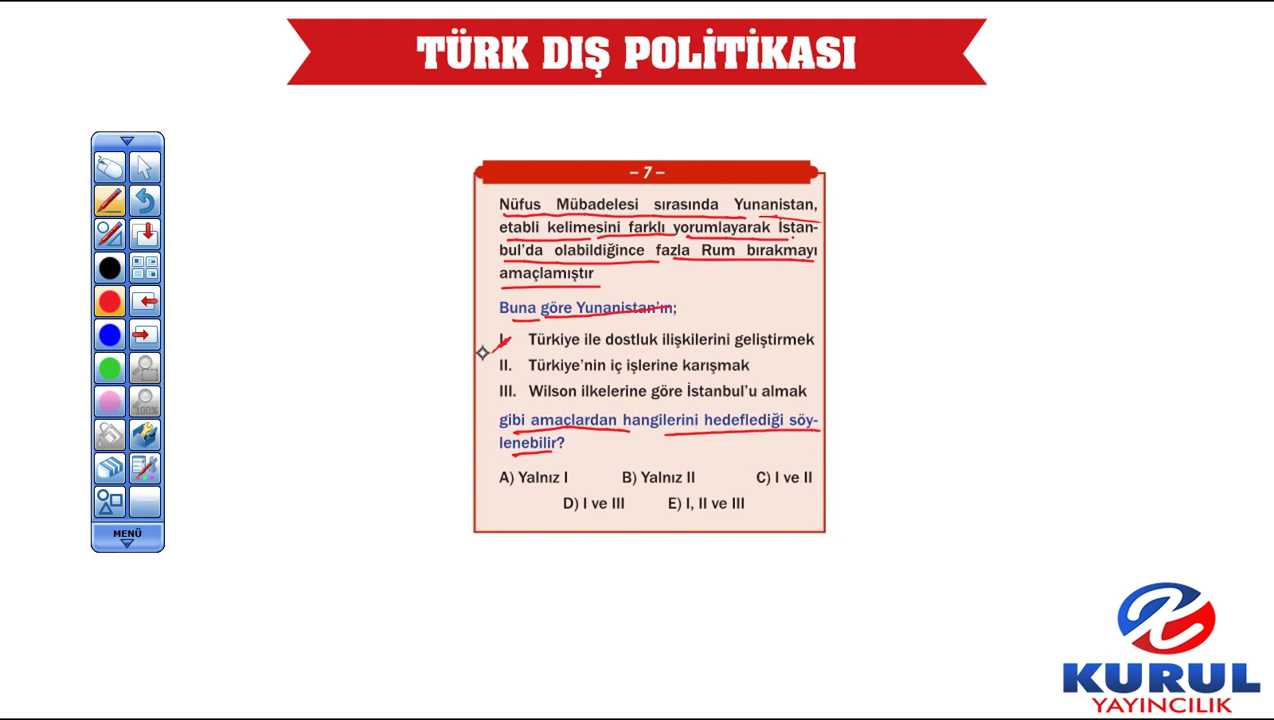 TÜRK DIŞ POLİTİKASI
– 7 –
Nüfus Mübadelesi sırasında Yunanistan,
etabli kelimesini farklı yorumlayarak İstan-
bul'da olabildiğince fazla Rum bırakmayı
amaçlamıştır
Buna göre Yunanistan'ın;
I. Türkiye ile dostluk ilişkilerini geliştirmek
II. Türkiye'nin iç işlerine karışmak
III. Wilson ilkelerine göre İstanbul'u almak
gibi amaçlardan hangilerini hedeflediği söy-
lenebilir?
A) Yalnız I B) Yalnız II C) I ve II
D) I ve III E) I, II ve III
100%
MENÜ
KURUL
YAYINCILIK